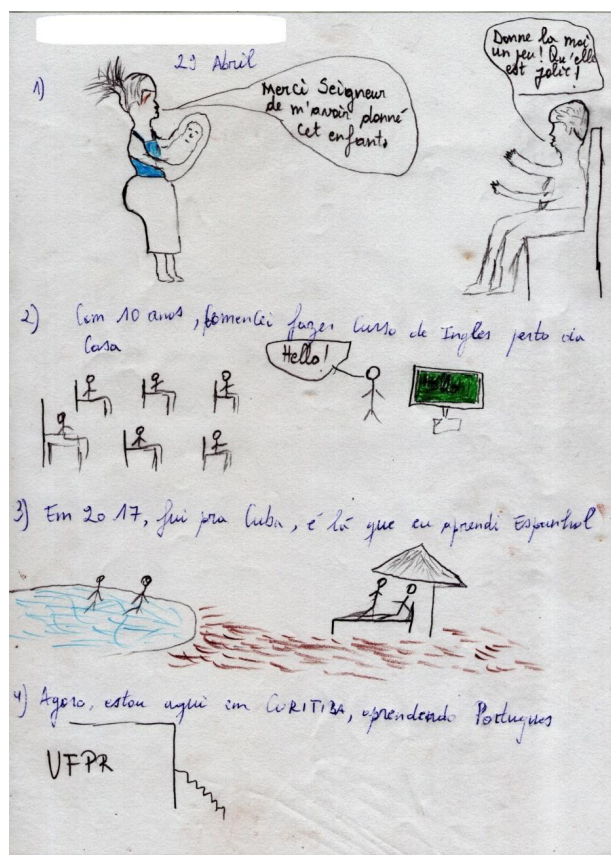 29 Abril
1)
Merci Seigneur
de m'avoir donné
cet enfant.
Donne la moi
un peu! Qu'elle
est jolie!
2) Com 10 anos, comencei fazer Curso de Ingles perto da
Casa
Hello!
Hello!
3) Em 2017, fui pra Cuba, é lá que eu aprendi Espanhol
4) Agora, estou aqui em CURITIBA, aprendendo Portugues
UFPR